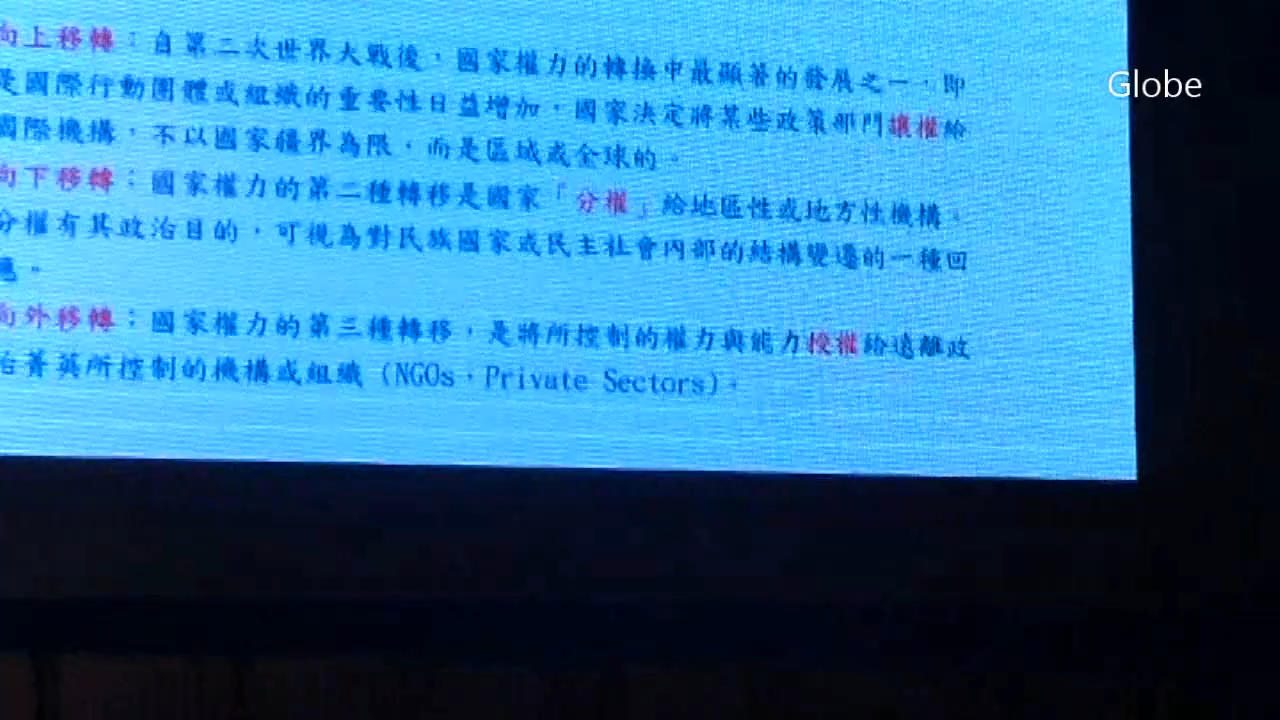 向上移轉：自第二次世界大戰後，國家權力的轉換中最顯著的發展之一，即
是國際行動團體或組織的重要性日益增加，國家決定將某些政策部門讓權給
國際機構，不以國家疆界為限，而是區域或全球的。
向下移轉：國家權力的第二種轉移是國家「分權」給地區性或地方性機構。
分權有其政治目的，可視為對民族國家或民主社會內部的結構變遷的一種回
應。
向外移轉：國家權力的第三種轉移，是將所控制的權力與能力授權給遠離政
治菁英所控制的機構或組織（NGOs，Private Sectors）。
Globe